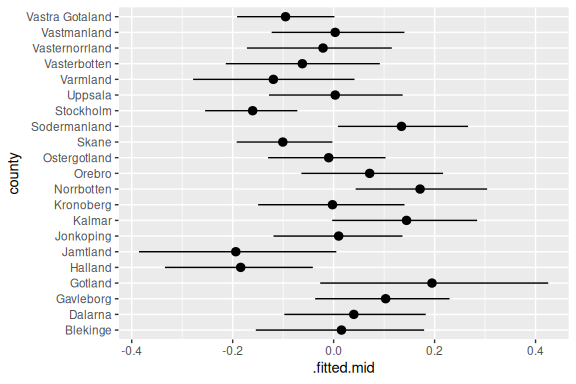 Vastra Gotaland
Vastmanland
Vasternorrland
Vasterbotten
Varmland
Uppsala
Stockholm
Sodermanland
Skane
Ostergotland
Orebro
Norrbotten
Kronoberg
Kalmar
Jonkoping
Jamtland
Halland
Gotland
Gavleborg
Dalarna
Blekinge
county
-0.4 -0.2 0.0 0.2 0.4
.fitted.mid